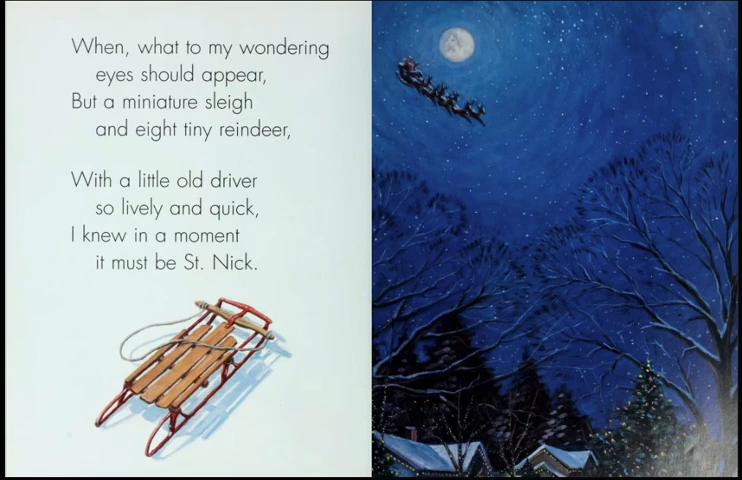 When, what to my wondering
eyes should appear,
But a miniature sleigh
and eight tiny reindeer,
With a little old driver
so lively and quick,
I knew in a moment
it must be St. Nick.